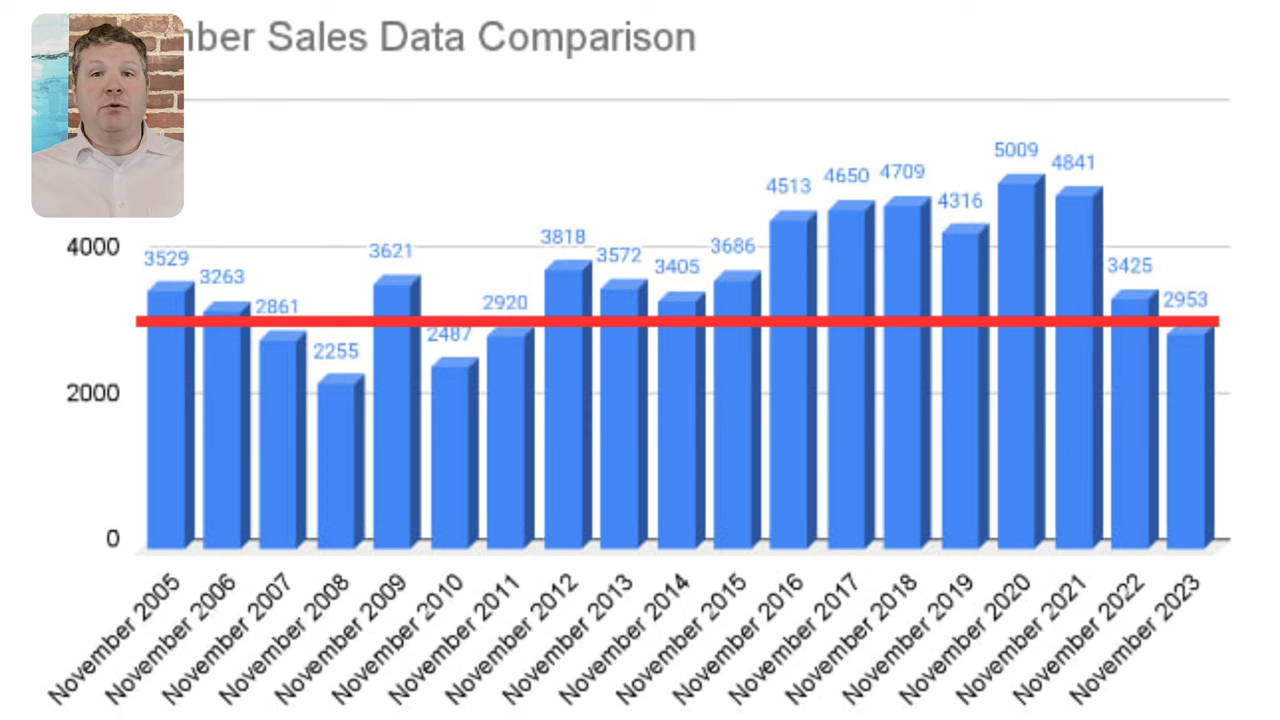 mber Sales Data Comparison
5009
4841
4709
4650
4513
4316
4000
3818
3686
3621
3572
3529
3425
3405
3263
2953
2920
2861
2487
2255
2000
0
November 2005
November 2006
November 2007
November 2008
November 2009
November 2010
November 2011
November 2012
November 2013
November 2014
November 2015
November 2016
November 2017
November 2018
November 2019
November 2020
November 2021
November 2022
November 2023